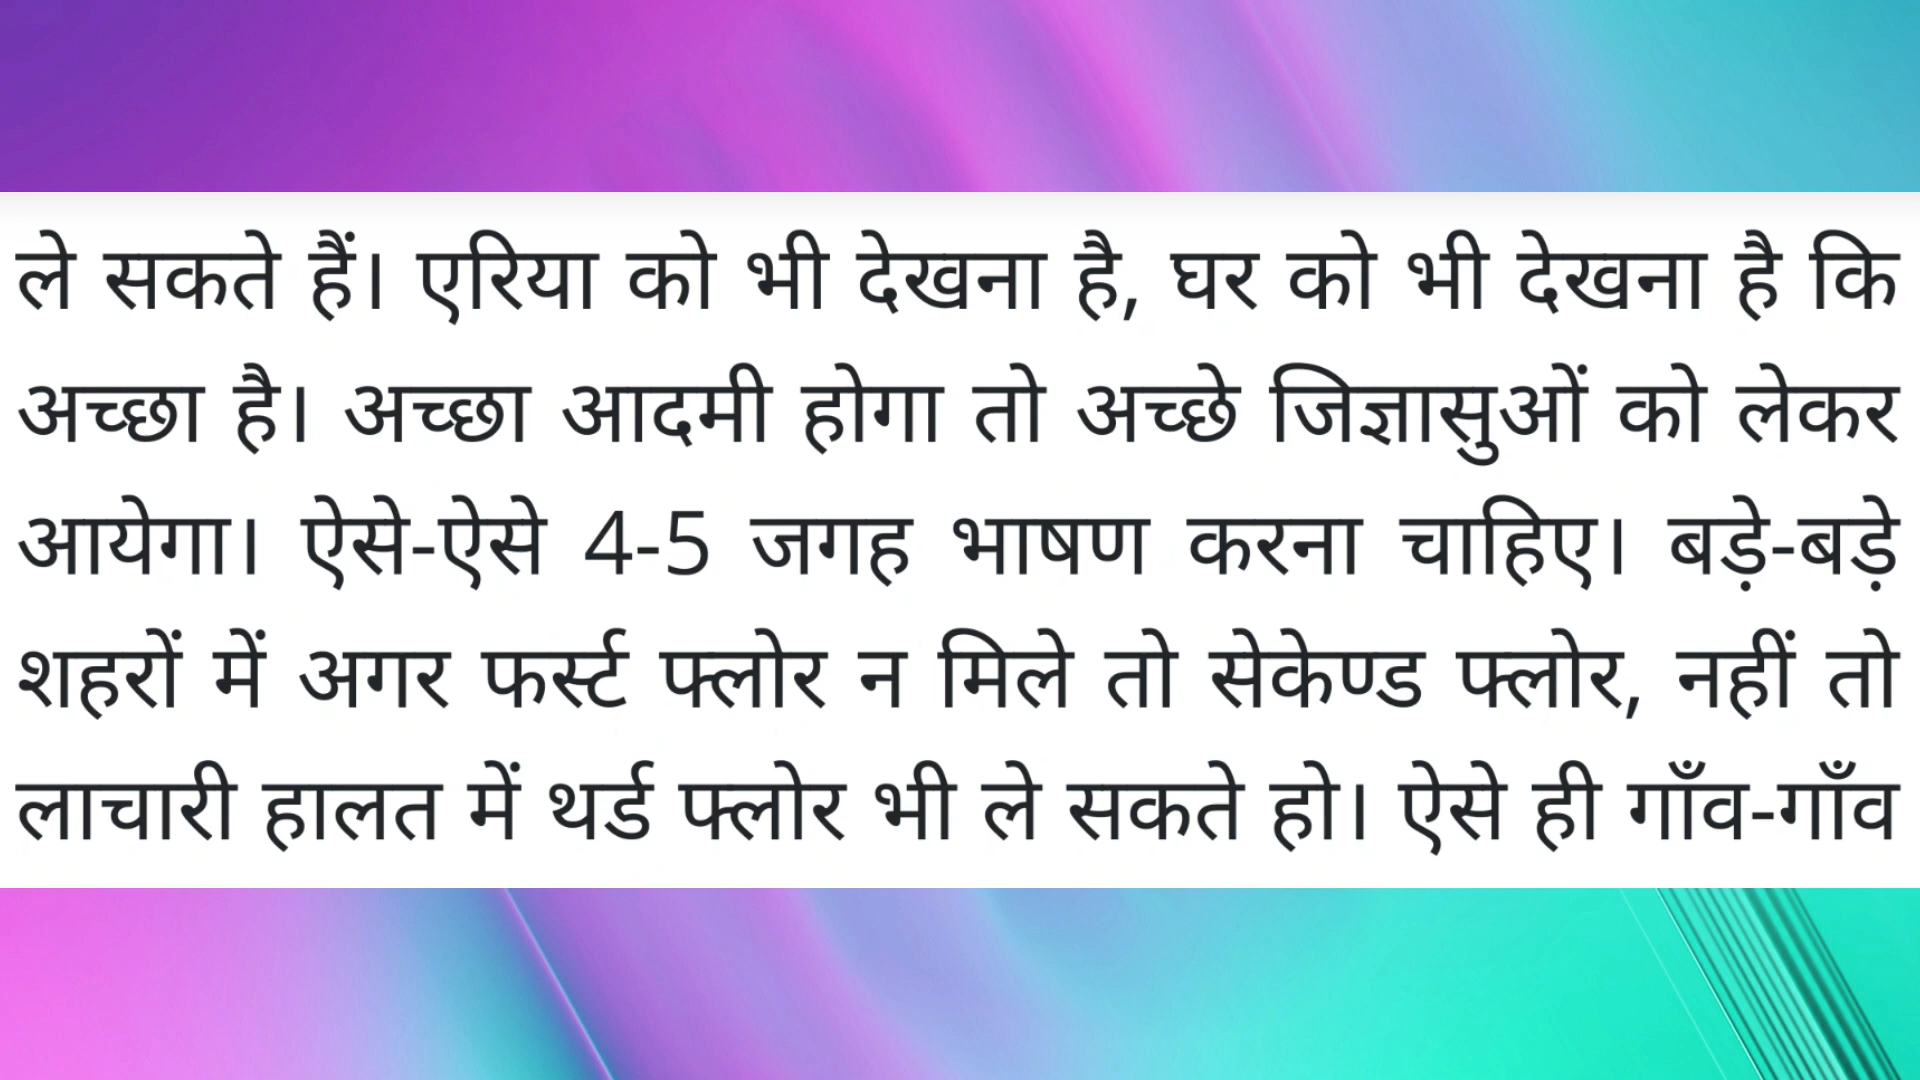 ले सकते हैं। एरिया को भी देखना है, घर को भी देखना है कि
अच्छा है। अच्छा आदमी होगा तो अच्छे जिज्ञासुओं को लेकर
आयेगा। ऐसे-ऐसे 4-5 जगह भाषण करना चाहिए। बड़े-बड़े
शहरों में अगर फर्स्ट फ्लोर न मिले तो सेकेण्ड फ्लोर, नहीं तो
लाचारी हालत में थर्ड फ्लोर भी ले सकते हो। ऐसे ही गाँव-गाँव